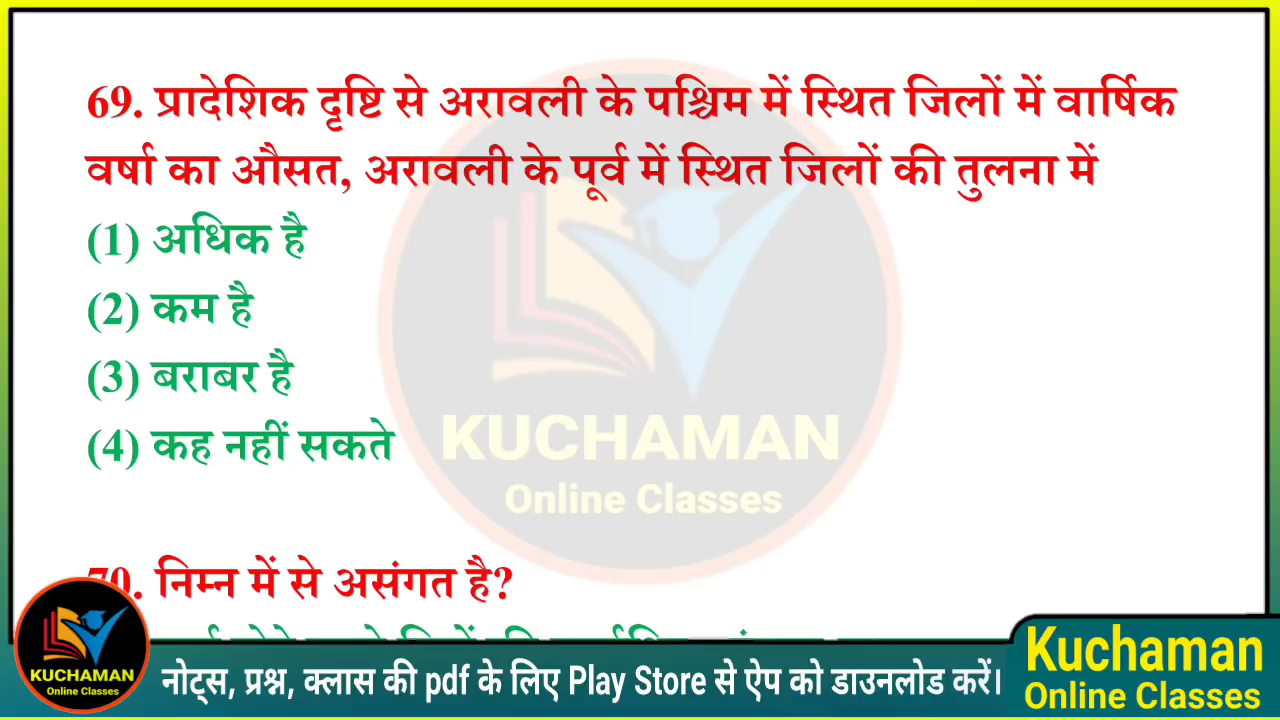 69. प्रादेशिक दृष्टि से अरावली के पश्चिम में स्थित जिलों में वार्षिक
वर्षा का औसत, अरावली के पूर्व में स्थित जिलों की तुलना में
(1) अधिक है
(2) कम है
(3) बराबर है
(4) कह नहीं सकते
KUCHAMAN
Online Classes
70. निम्न में से असंगत है?
KUCHAMAN
Online Classes
नोट्स, प्रश्न, क्लास की pdf के लिए Play Store से ऐप को डाउनलोड करें।
Kuchaman
Online Classes